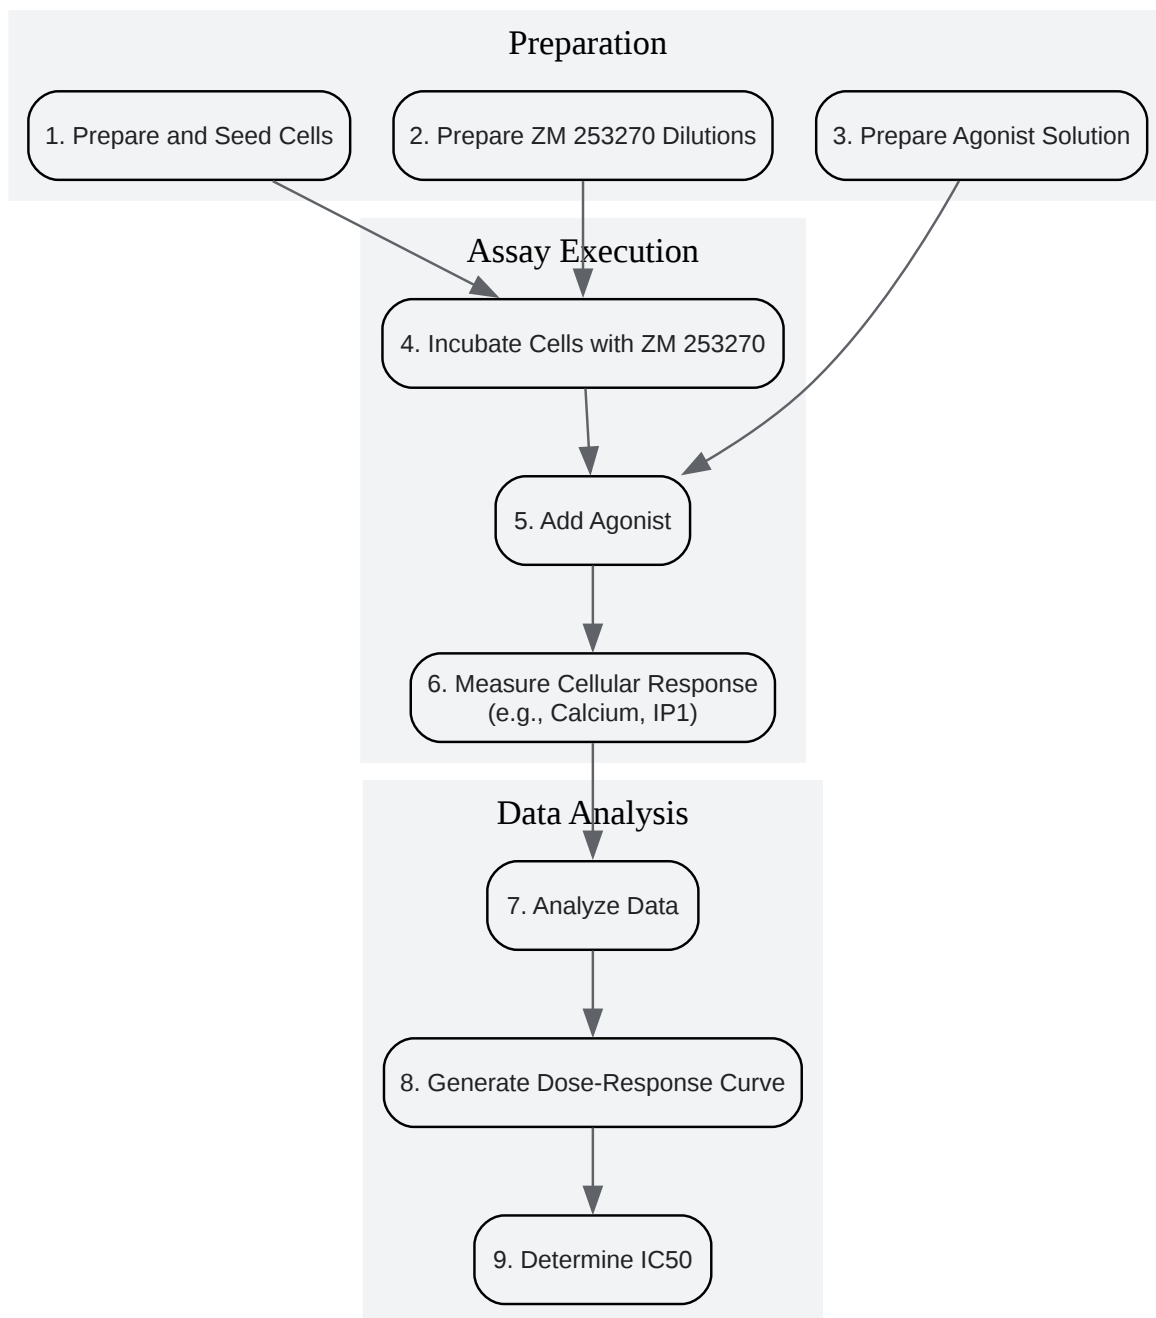 Preparation
1. Prepare and Seed Cells
2. Prepare ZM 253270 Dilutions
3. Prepare Agonist Solution
Assay Execution
4. Incubate Cells with ZM 253270
5. Add Agonist
6. Measure Cellular Response
(e.g., Calcium, IP1)
Data Analysis
7. Analyze Data
8. Generate Dose-Response Curve
9. Determine IC50